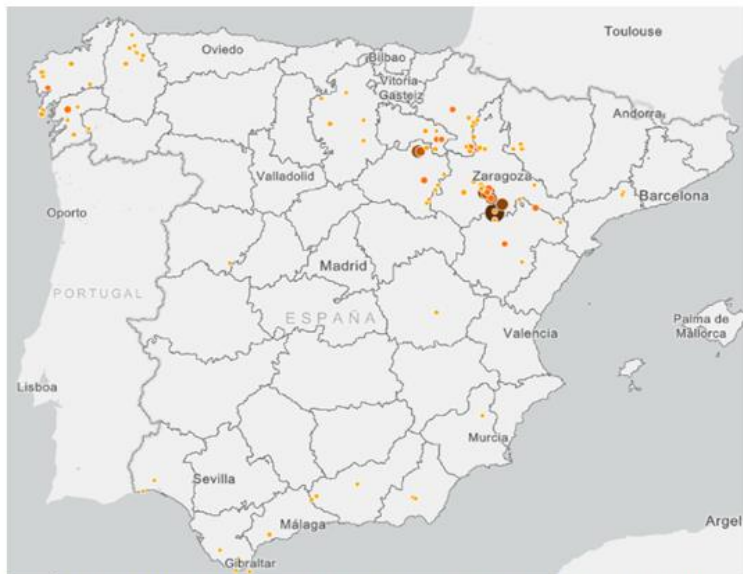 Toulouse
Oviedo
Bilbao
Vitoria
Gasteiz
Andorra
Zaragoza
Valladolid
Barcelona
Oporto
Madrid
PORTUGAL
ESPAÑA
Palma de
Mallorca
Valencia
Lisboa
Murcia
Sevilla
Málaga
Argel
Gibraltar